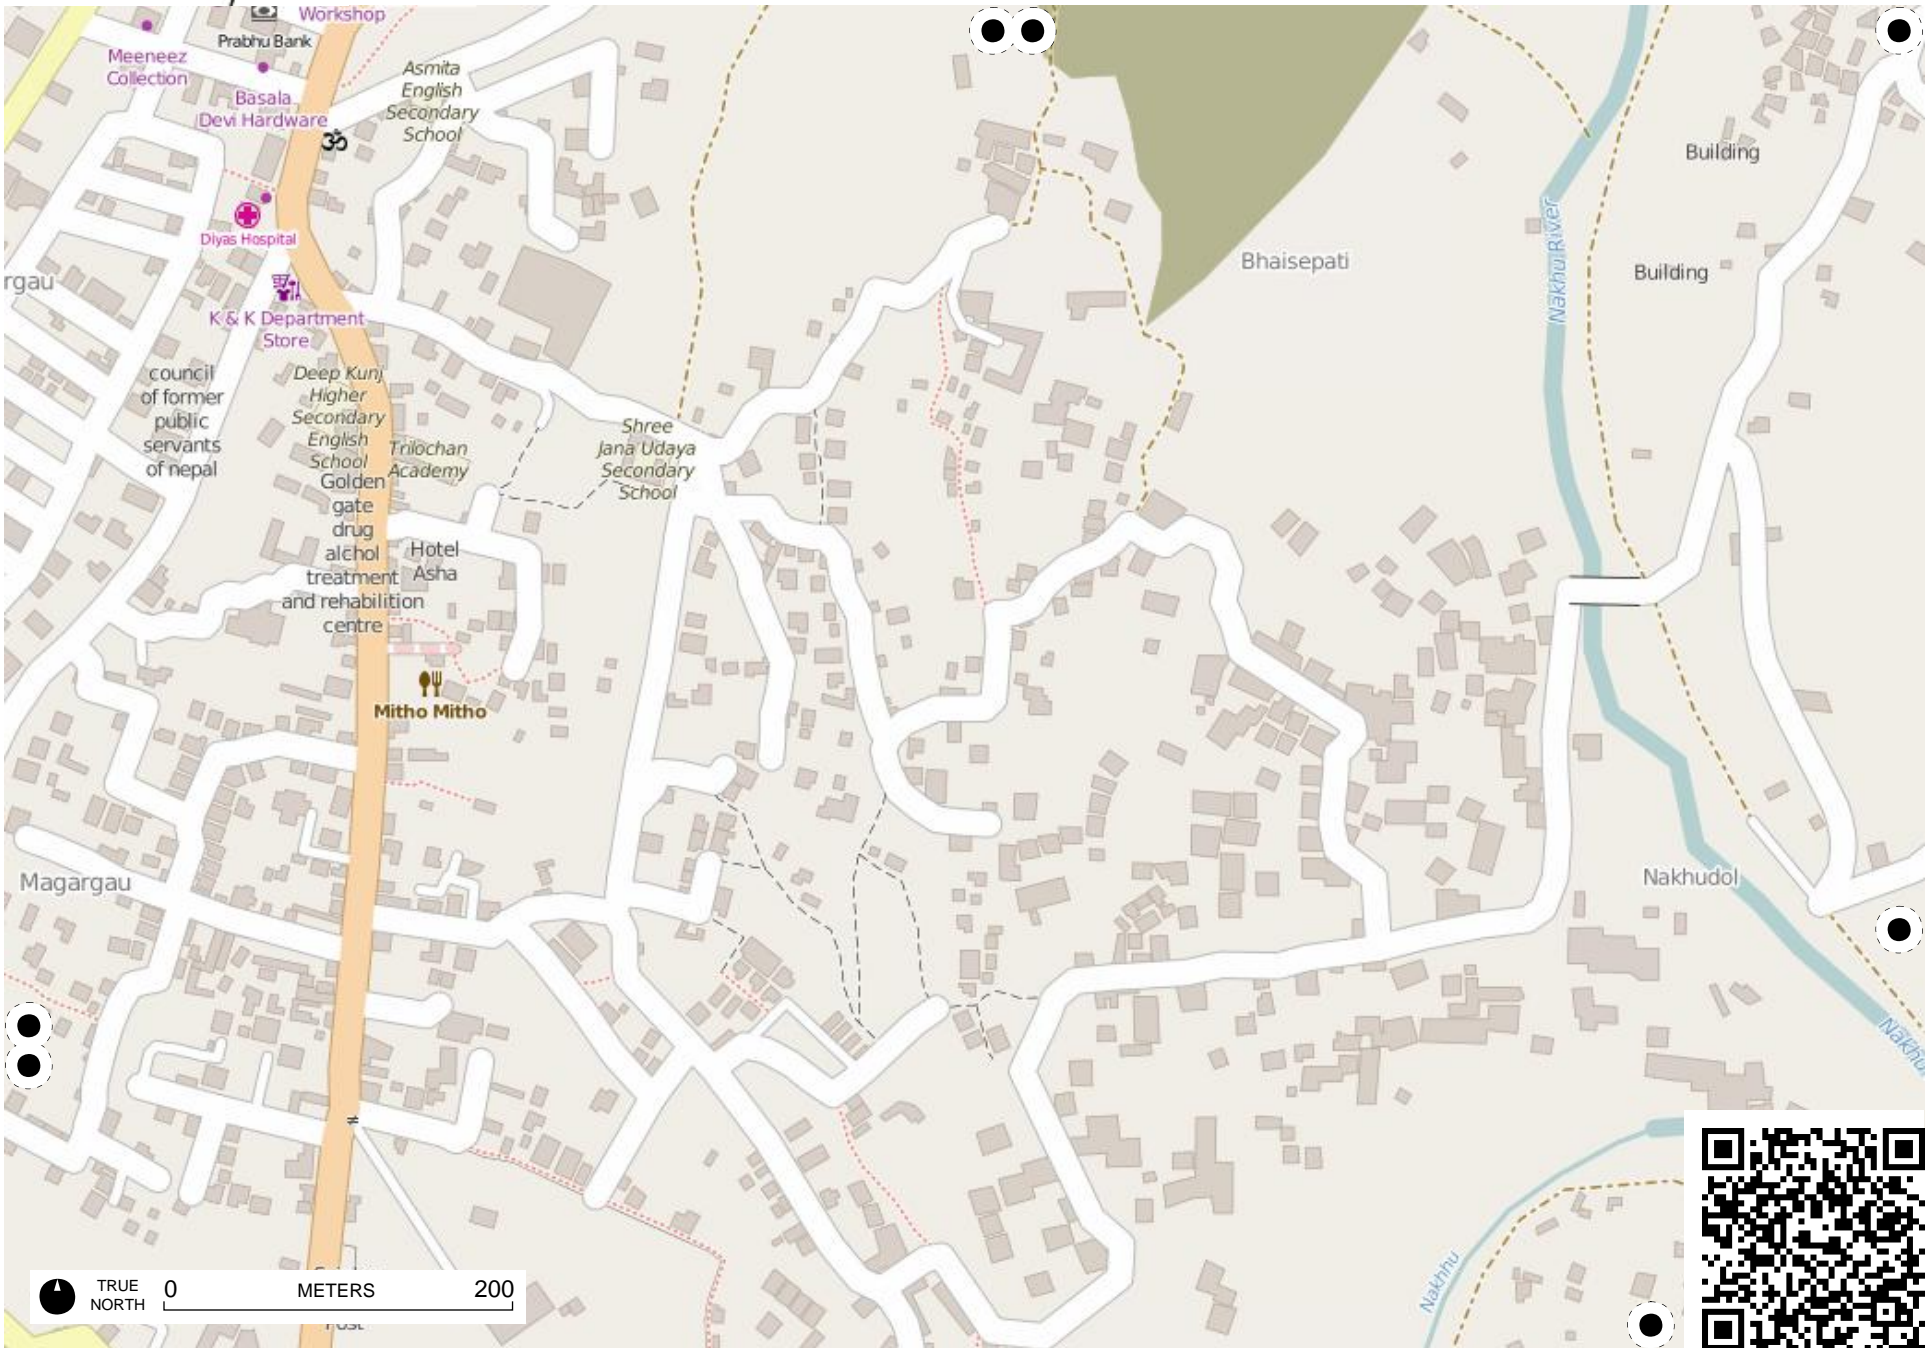 Workshop
Prabhu Bank
Meeneez
Collection
Basala
Devi Hardware
Asmita
English
Secondary
School
ॐ
Diyas Hospital
rgau
K & K Department
Store
council
of former
public
servants
of nepal
Deep Kunj
Higher
Secondary
English
School
Trilochan
Academy
Golden
gate
drug
alchol
treatment
and rehabilition
centre
Hotel
Asha
Mitho Mitho
Shree
Jana Udaya
Secondary
School
Bhaisepati
Nakhu River
Building
Building
Magargau
Nakhudol
Nakhu
Nakhhu
TRUE
NORTH
0 METERS 200